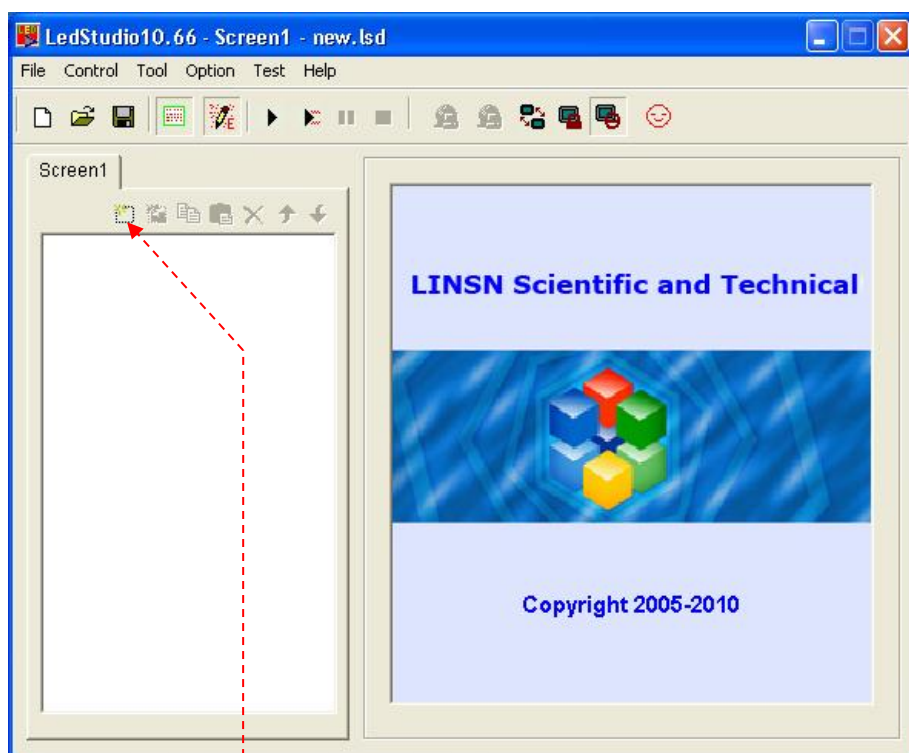 LedStudio10.66 - Screen1 - new.lsd
File Control Tool Option Test Help
Screen1
LINSN Scientific and Technical
Copyright 2005-2010